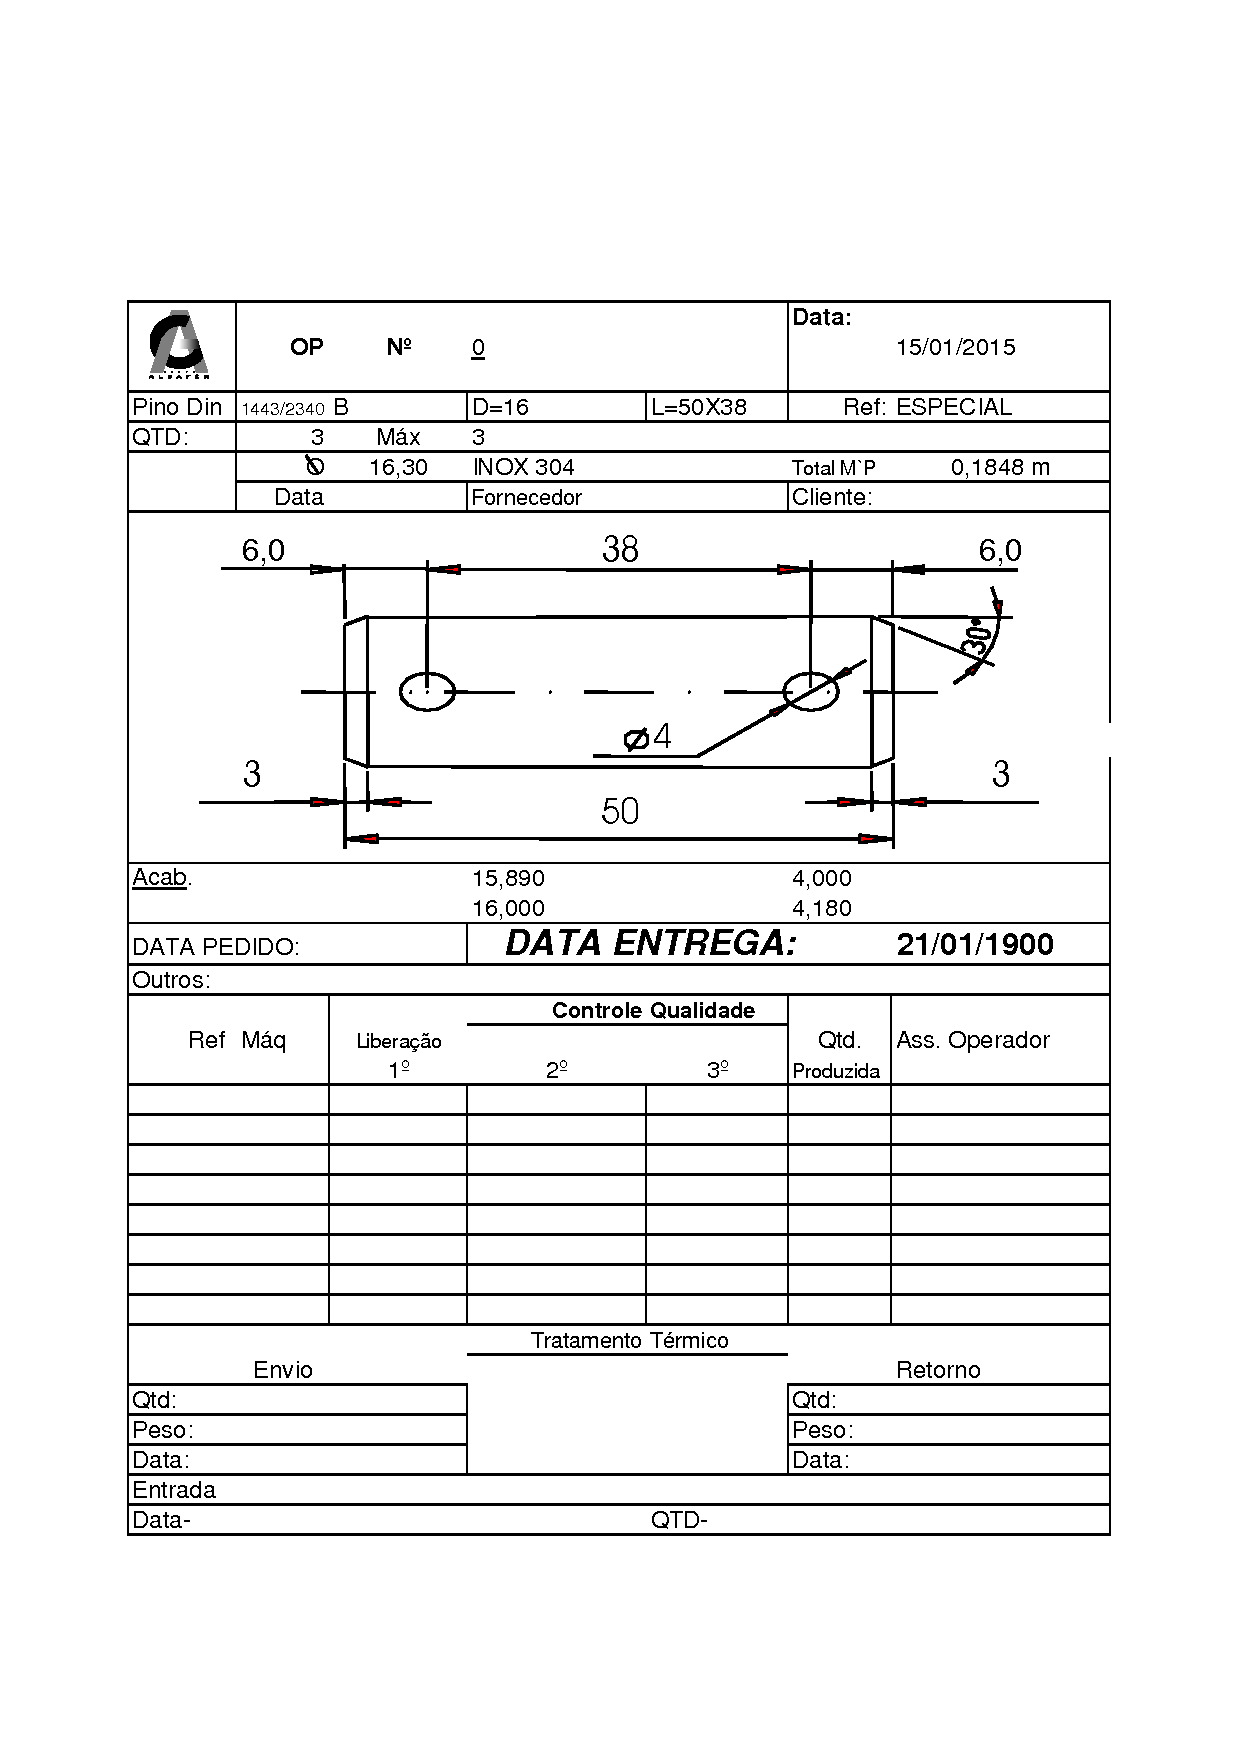 Data:
OP Nº 0 15/01/2015
ALGAFER
Pino Din 1443/2340 B D=16 L=50X38 Ref: ESPECIAL
QTD: 3 Máx 3
Ø 16,30 INOX 304 Total M`P 0,1848 m
Data Fornecedor Cliente:
6,0 38 6,0
30°
ø4
3 3
50
Acab. 15,890 4,000
16,000 4,180
DATA PEDIDO: DATA ENTREGA: 21/01/1900
Outros:
Controle Qualidade
Ref Máq Liberação Qtd. Ass. Operador
1º 2º 3º Produzida
Tratamento Térmico
Envio Retorno
Qtd: Qtd:
Peso: Peso:
Data: Data:
Entrada
Data- QTD-